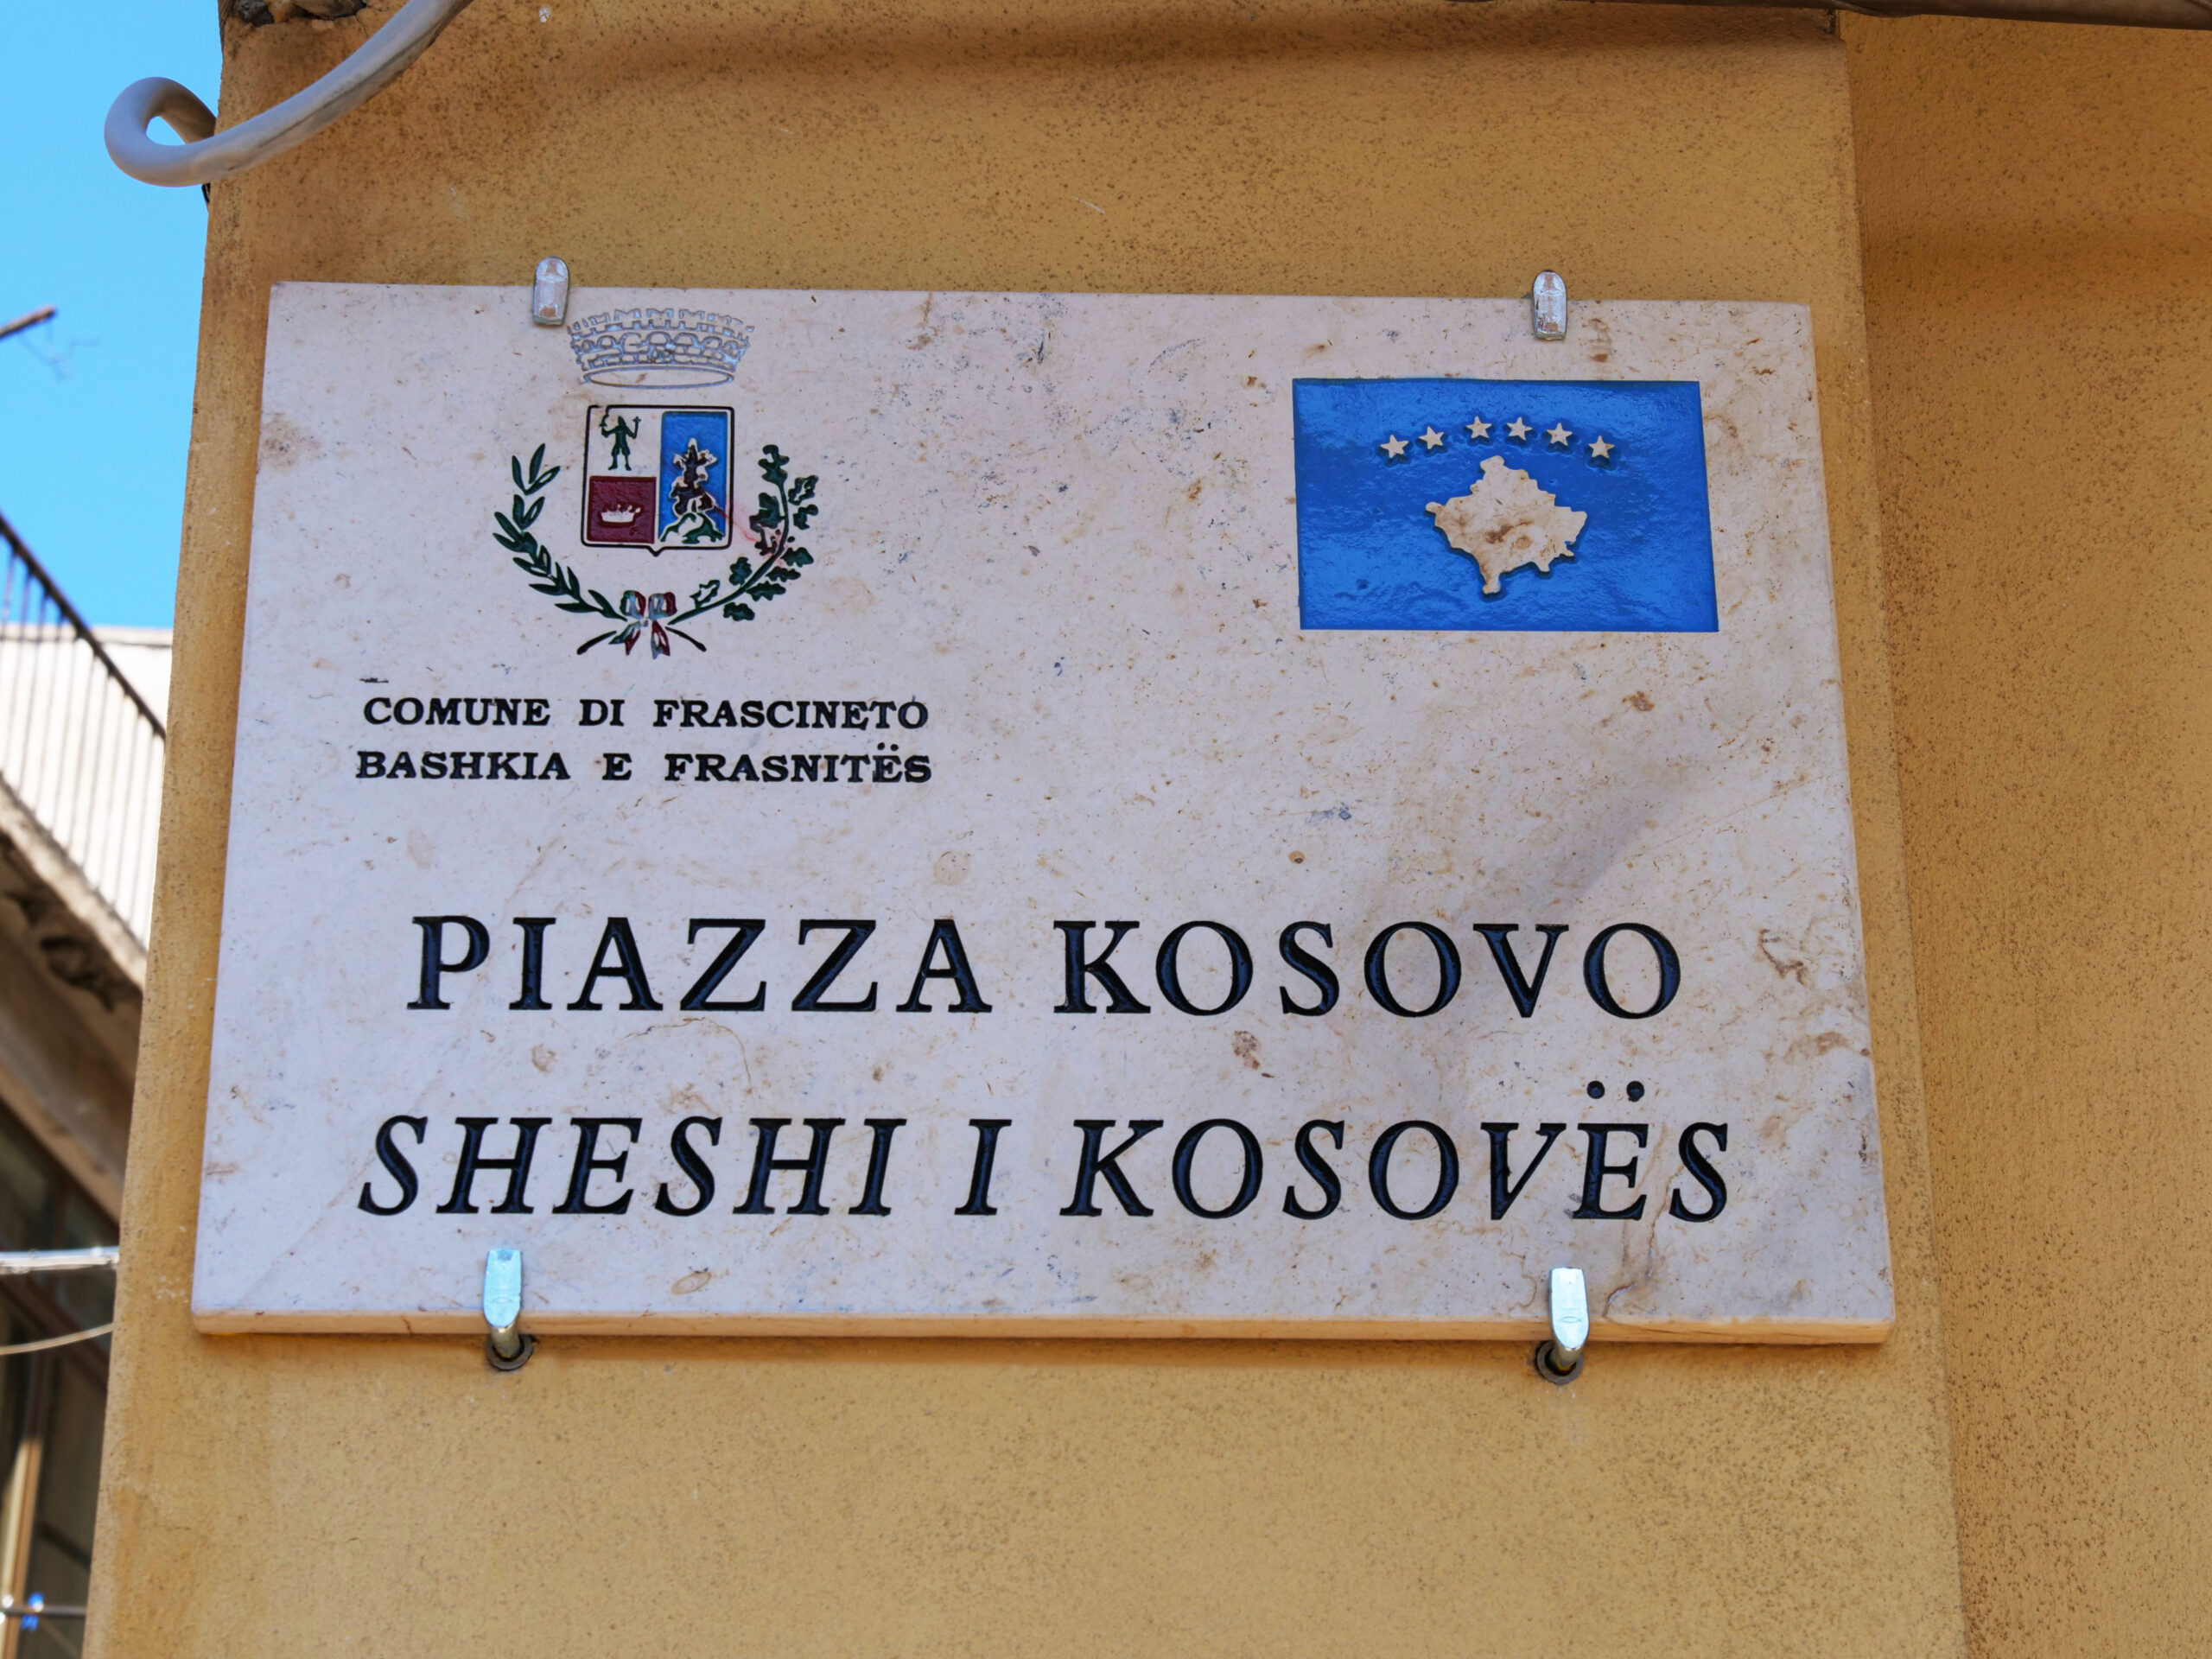 COMUNE DI FRASCINETO
BASHKIA E FRASNITËS
PIAZZA KOSOVO
SHESHI I KOSOVËS